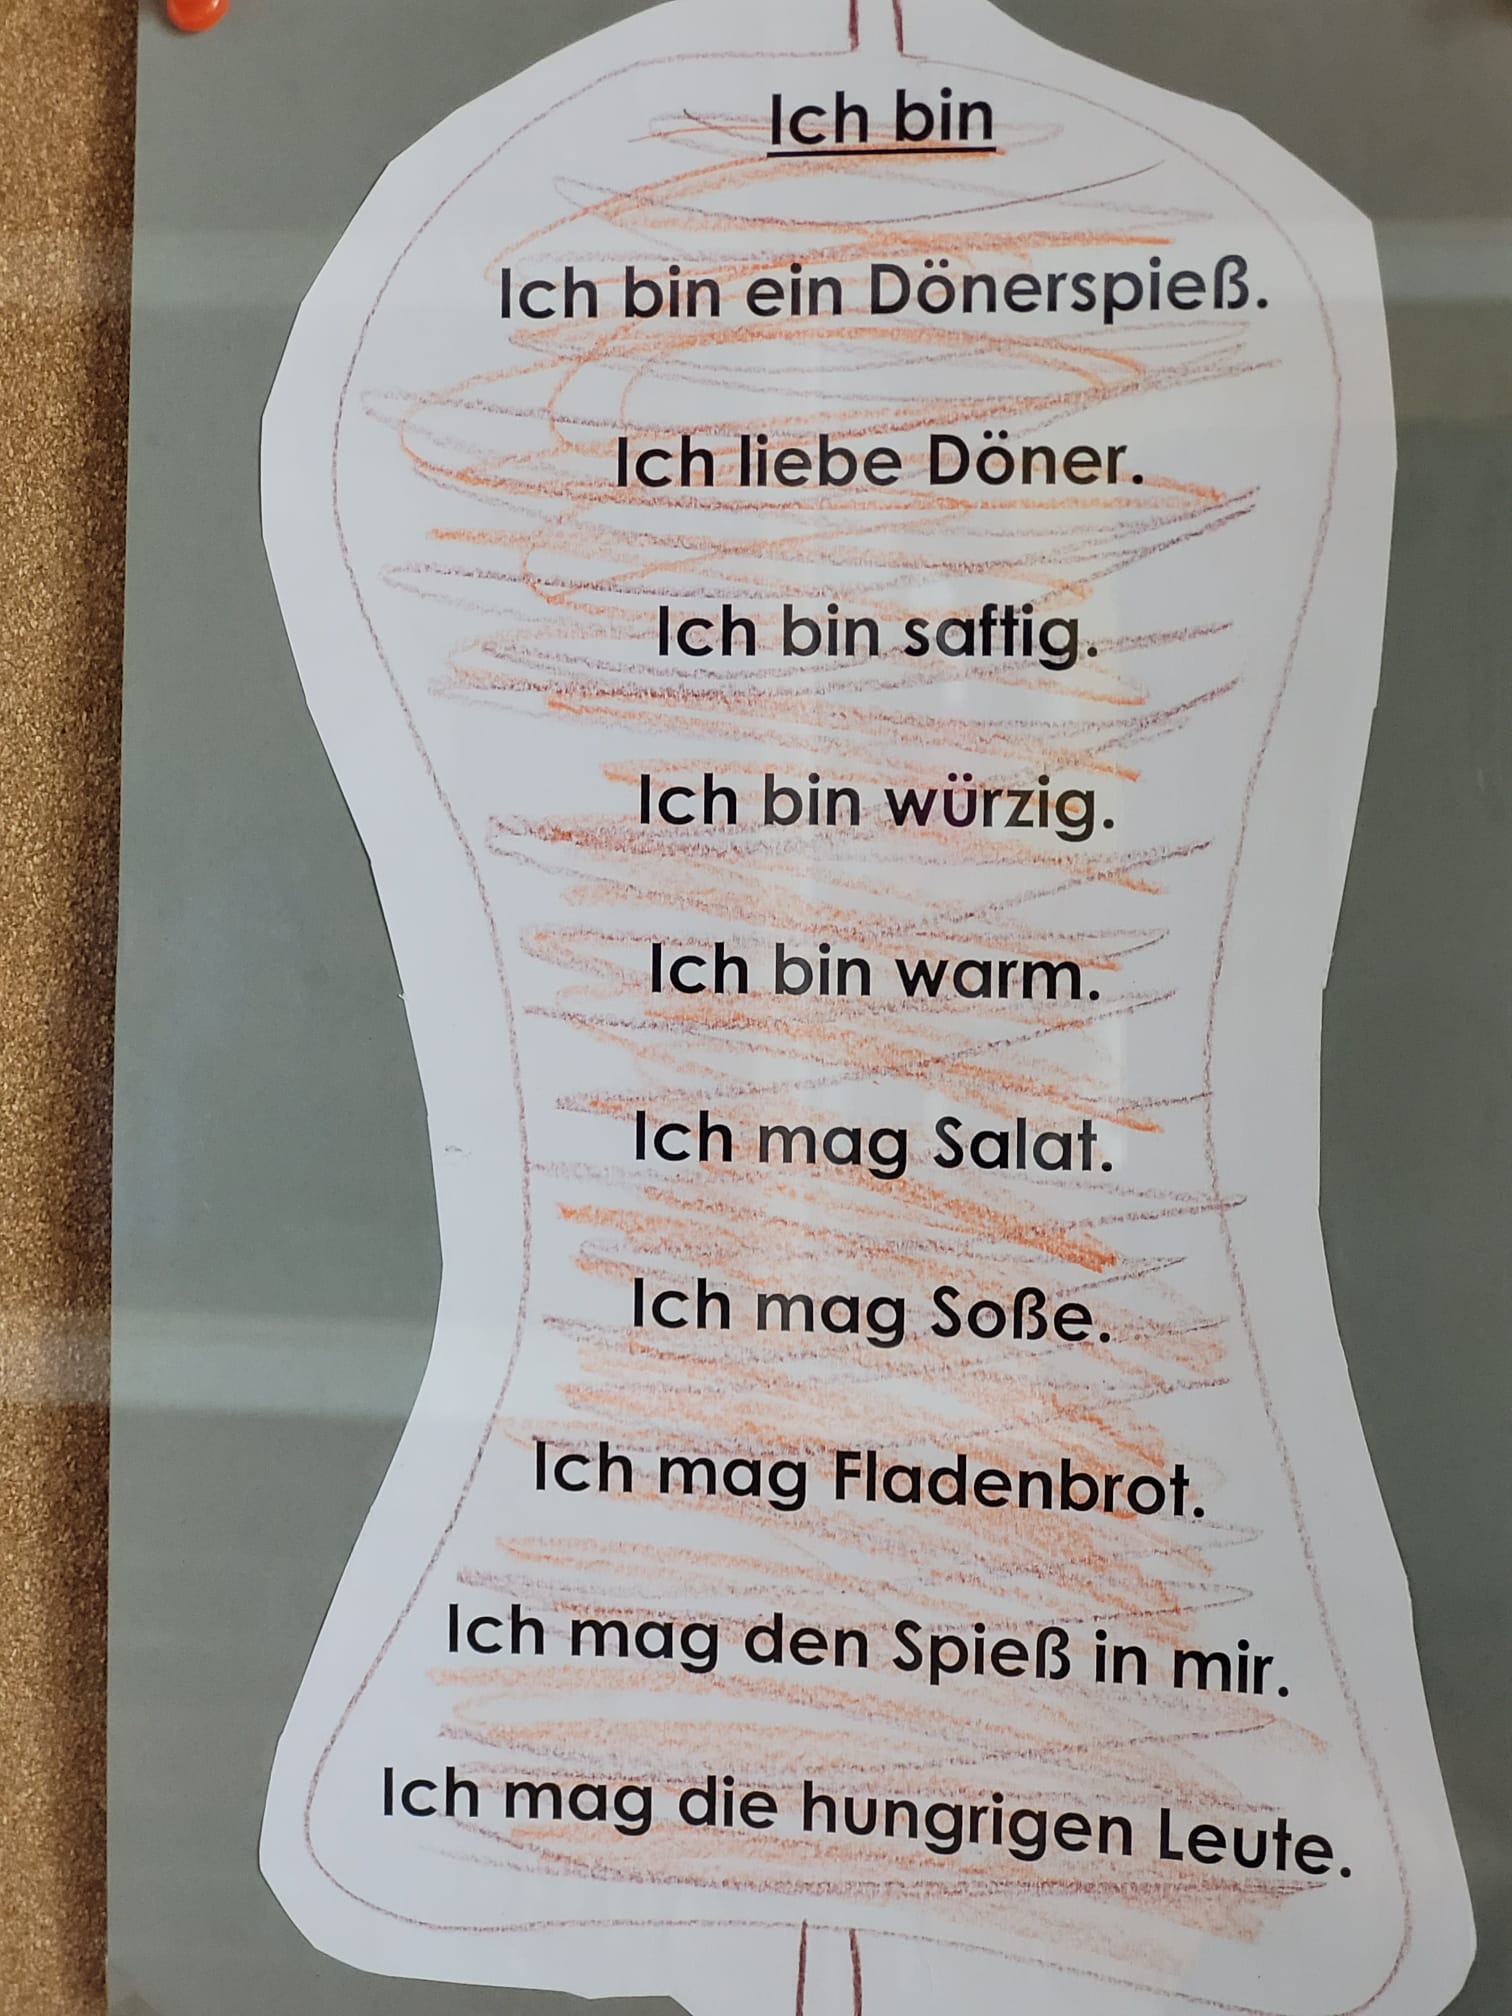 Ich bin
Ich bin ein Dönerspieß.
Ich liebe Döner.
Ich bin saftig.
Ich bin würzig.
Ich bin warm.
Ich mag Salat.
Ich mag Soße.
Ich mag Fladenbrot.
Ich mag den Spieß in mir.
Ich mag die hungrigen Leute.